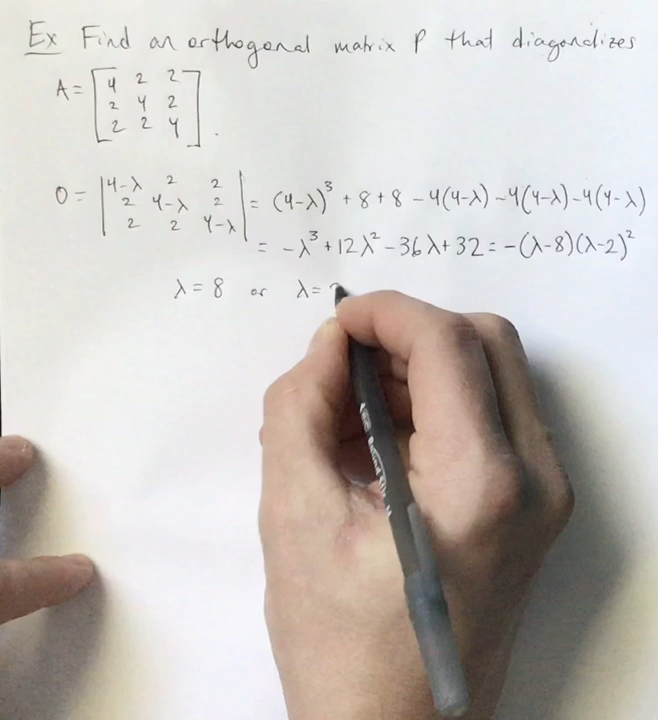 Ex Find an orthogonal matrix P that diagonalizes
A = [4 2 2
2 4 2
2 2 4].
0 = |4-λ 2 2
2 4-λ 2
2 2 4-λ| = (4-λ)³ + 8 + 8 - 4(4-λ) - 4(4-λ) - 4(4-λ)
= -λ³ + 12λ² - 36λ + 32 = -(λ-8)(λ-2)²
λ = 8 or λ =